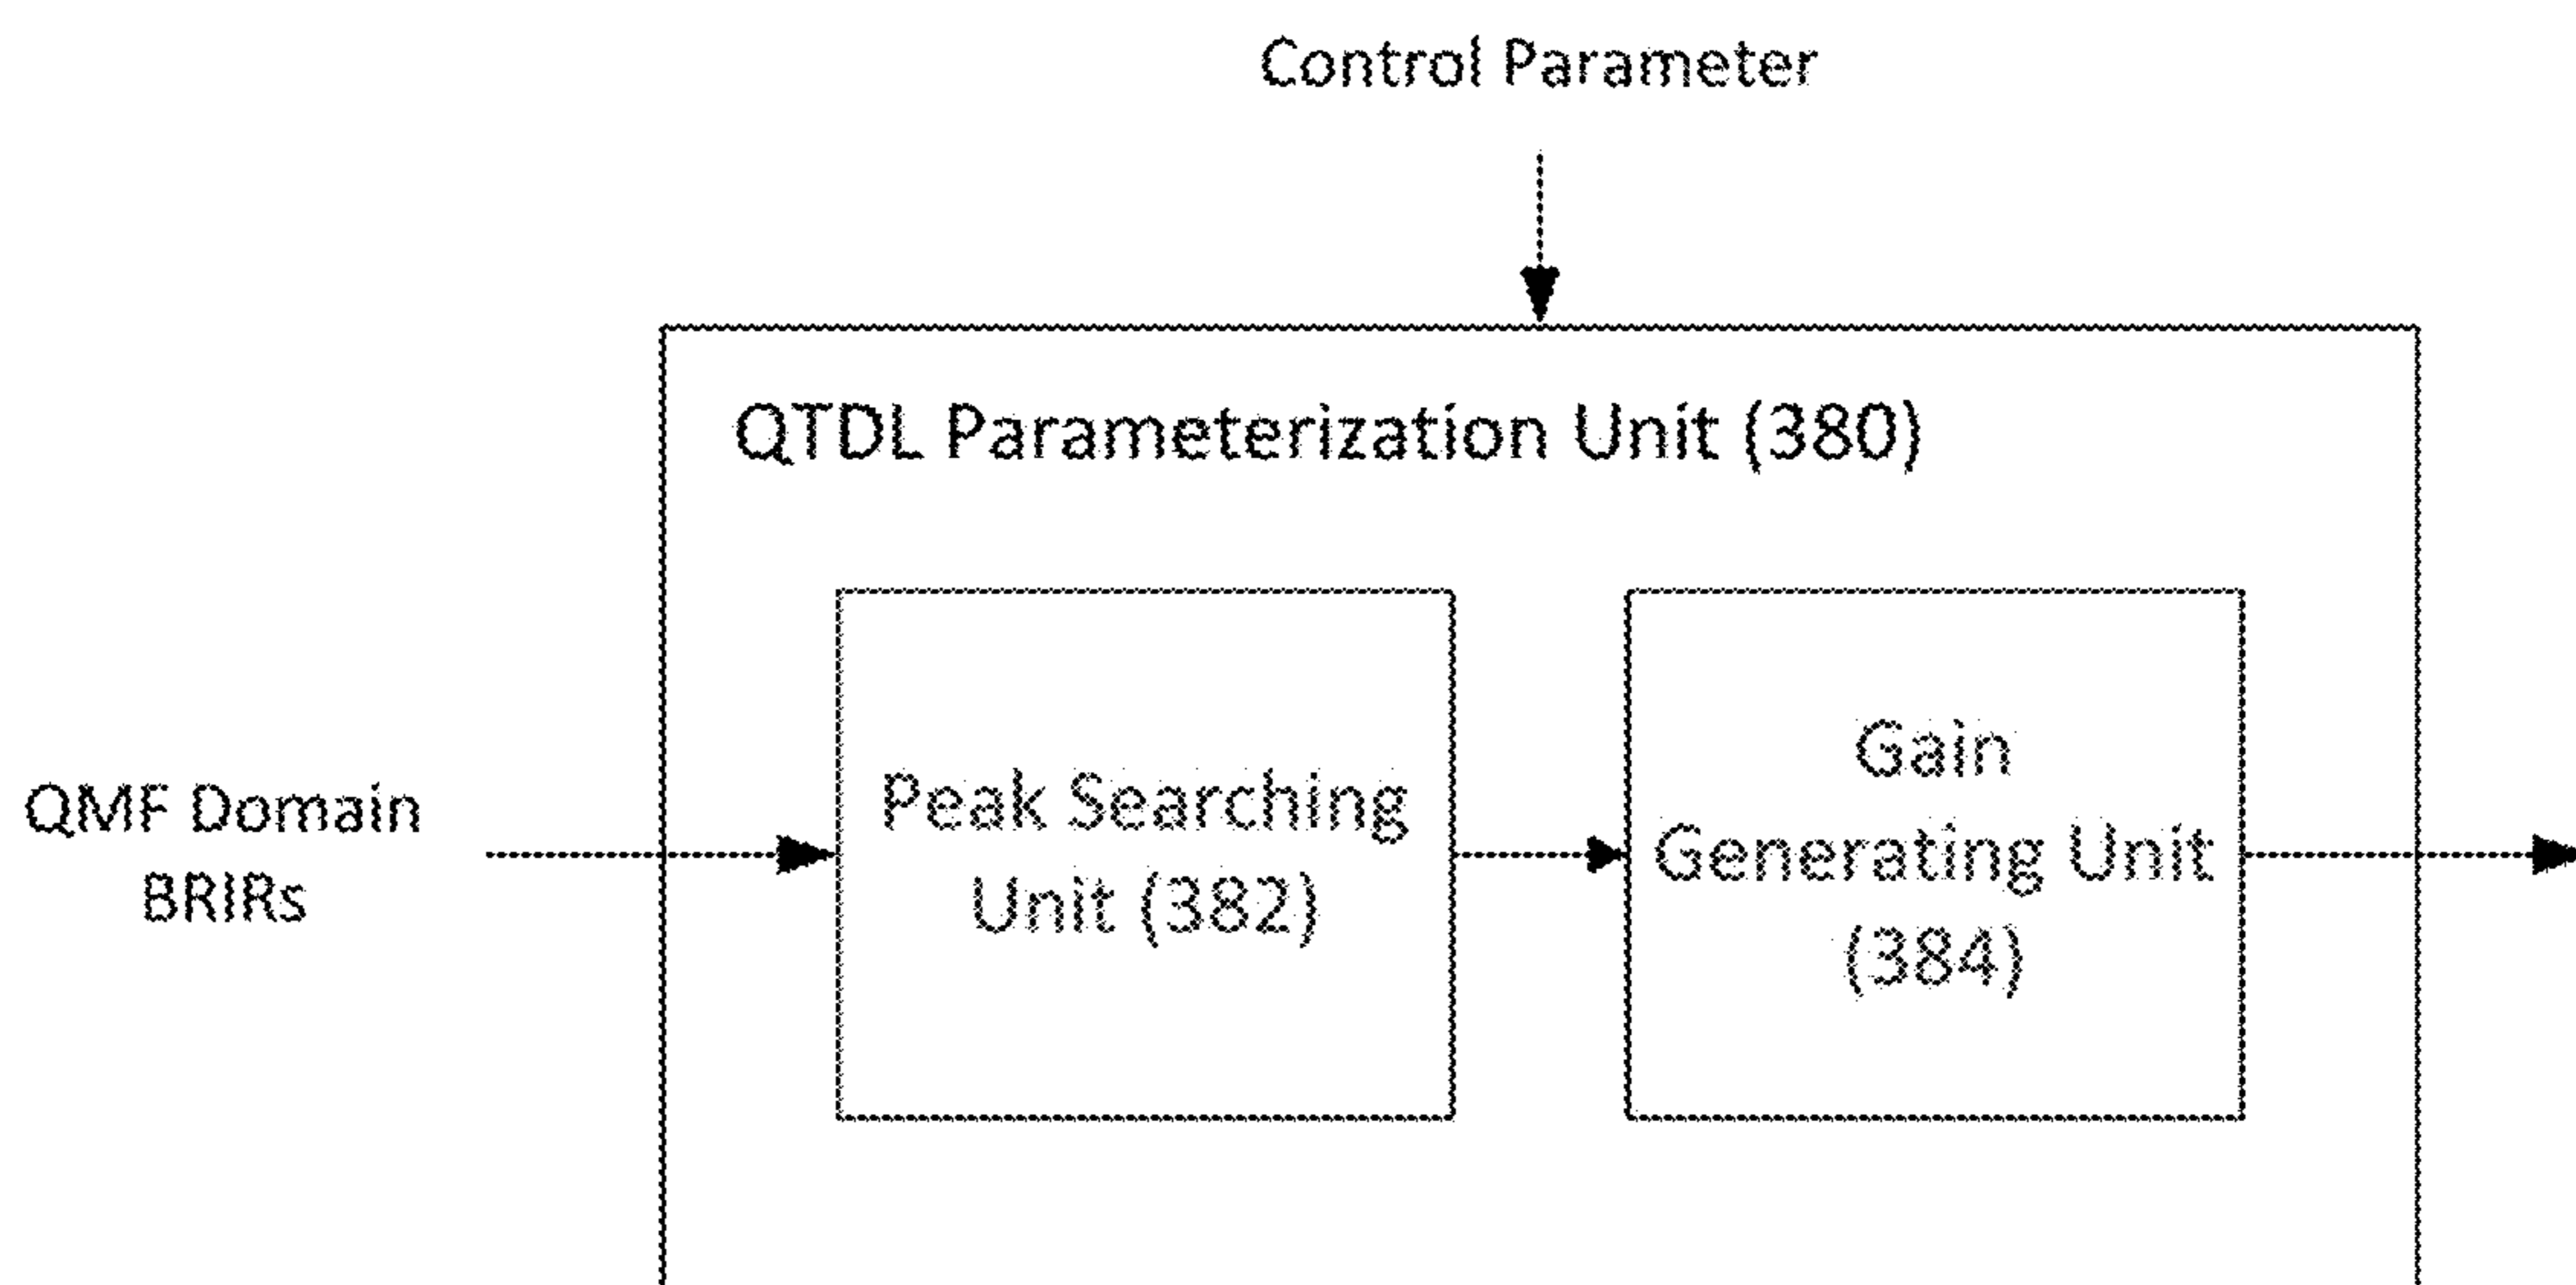 Control Parameter
QTDL Parameterization Unit (380)
QMF Domain
BRIRs
Peak Searching
Unit (382)
Gain
Generating Unit
(384)